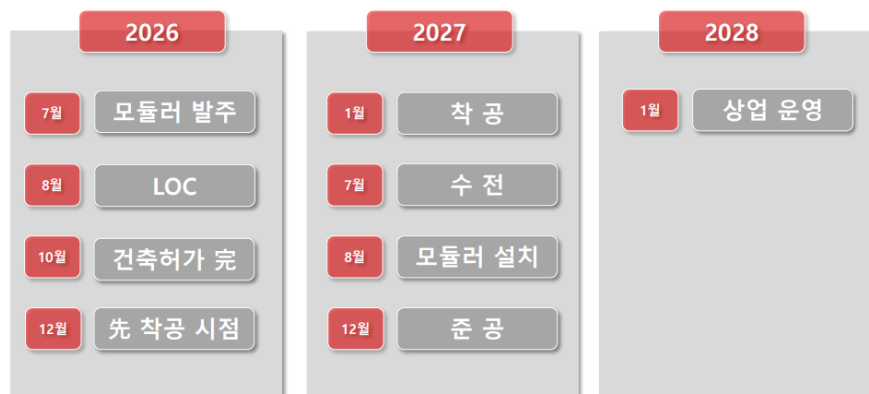 2026
7월 모듈러 발주
8월 LOC
10월 건축허가 完
12월 先 착공 시점
2027
1월 착 공
7월 수 전
8월 모듈러 설치
12월 준 공
2028
1월 상업 운영